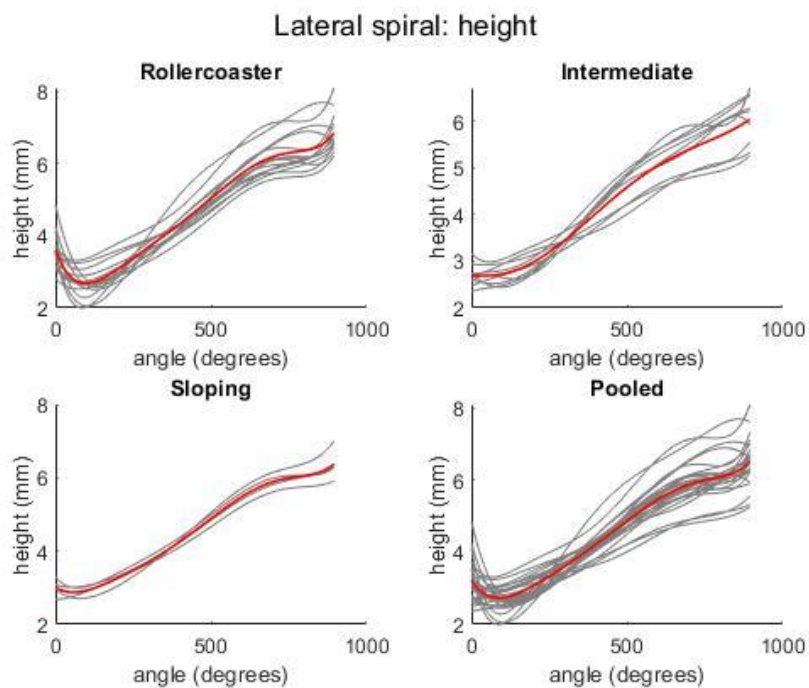 Lateral spiral: height
Rollercoaster
8
6
4
2
height (mm)
0
500
1000
angle (degrees)
Intermediate
6
5
4
3
2
height (mm)
0
500
1000
angle (degrees)
Sloping
8
6
4
2
height (mm)
0
500
1000
angle (degrees)
Pooled
8
6
4
2
height (mm)
0
500
1000
angle (degrees)